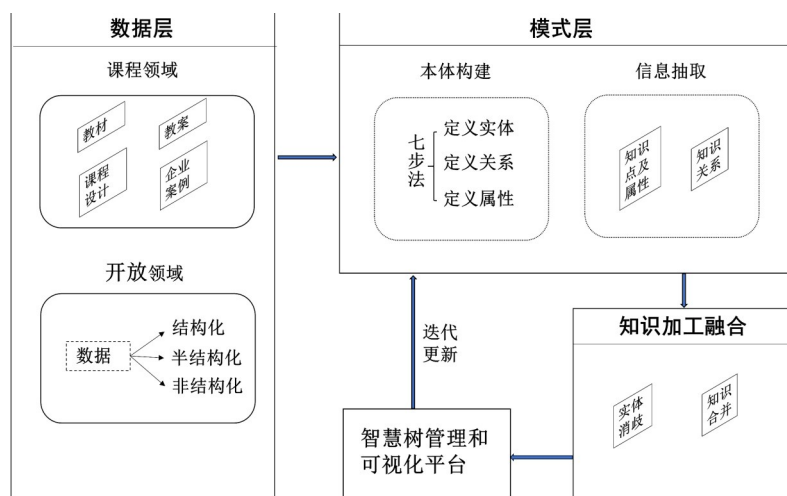 数据层
课程领域
教材
教案
课程
设计
企业
案例
开放领域
数据
结构化
半结构化
非结构化
模式层
本体构建
七步法
定义实体
定义关系
定义属性
信息抽取
知识
点及
属性
知识
关系
知识加工融合
实体
消歧
知识
合并
迭代
更新
智慧树管理和
可视化平台